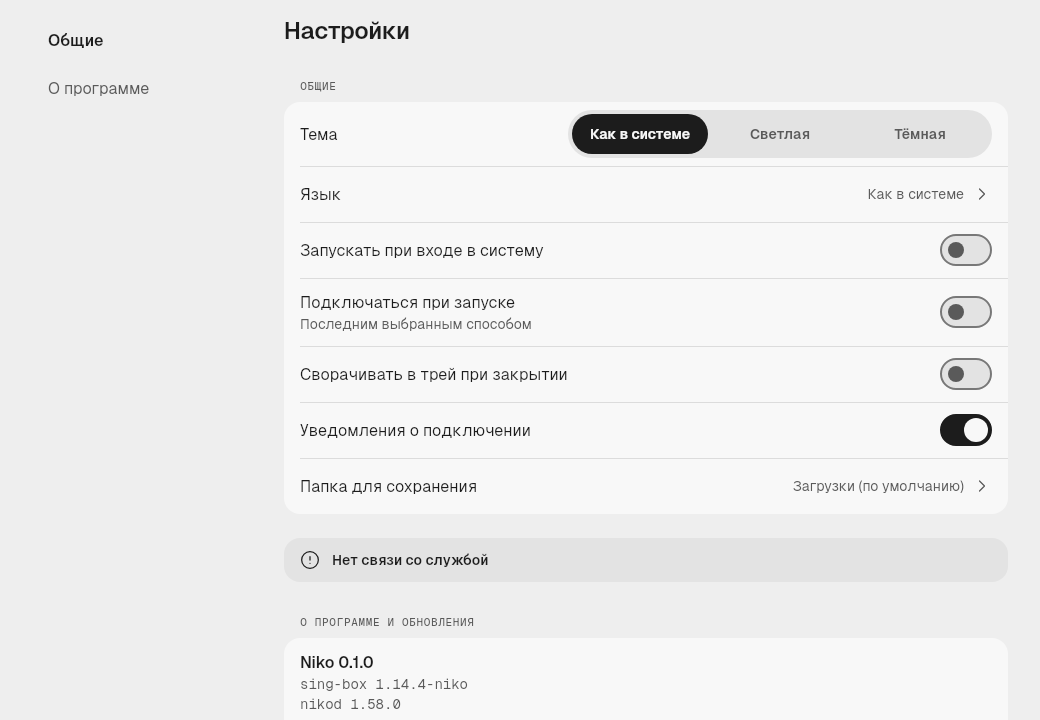 Общие
О программе
Настройки
ОБЩИЕ
Тема
Как в системе
Светлая
Тёмная
Язык
Как в системе
Запускать при входе в систему
Подключаться при запуске
Последним выбранным способом
Сворачивать в трей при закрытии
Уведомления о подключении
Папка для сохранения
Загрузки (по умолчанию)
Нет связи со службой
О ПРОГРАММЕ И ОБНОВЛЕНИЯ
Niko 0.1.0
sing-box 1.14.4-niko
nikod 1.58.0